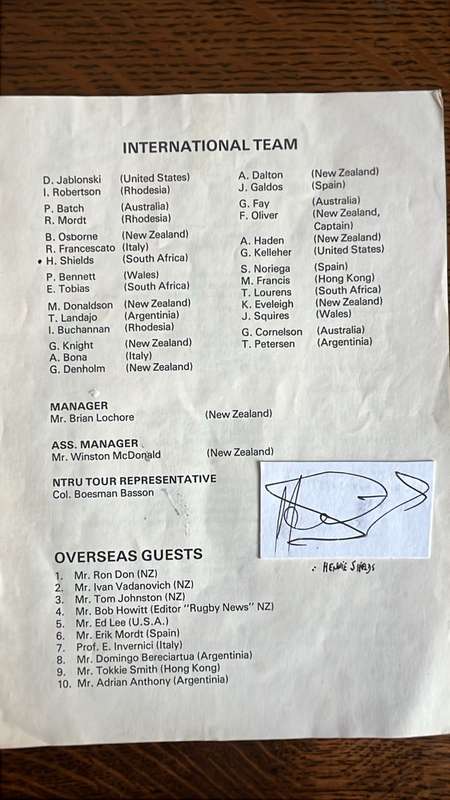 INTERNATIONAL TEAM
D. Jablonski (United States)
I. Robertson (Rhodesia)
P. Batch (Australia)
R. Mordt (Rhodesia)
B. Osborne (New Zealand)
R. Francescato (Italy)
• H. Shields (South Africa)
P. Bennett (Wales)
E. Tobias (South Africa)
M. Donaldson (New Zealand)
T. Landajo (Argentinia)
I. Buchannan (Rhodesia)
G. Knight (New Zealand)
A. Bona (Italy)
G. Denholm (New Zealand)
A. Dalton (New Zealand)
J. Galdos (Spain)
G. Fay (Australia)
F. Oliver (New Zealand,
Captain)
A. Haden (New Zealand)
G. Kelleher (United States)
S. Noriega (Spain)
M. Francis (Hong Kong)
T. Lourens (South Africa)
K. Eveleigh (New Zealand)
J. Squires (Wales)
G. Cornelson (Australia)
T. Petersen (Argentinia)
MANAGER
Mr. Brian Lochore (New Zealand)
ASS. MANAGER
Mr. Winston McDonald (New Zealand)
NTRU TOUR REPRESENTATIVE
Col. Boesman Basson
OVERSEAS GUESTS
1. Mr. Ron Don (NZ)
2. Mr. Ivan Vadanovich (NZ)
3. Mr. Tom Johnston (NZ)
4. Mr. Bob Howitt (Editor "Rugby News" NZ)
5. Mr. Ed Lee (U.S.A.)
6. Mr. Erik Mordt (Spain)
7. Prof. E. Invernici (Italy)
8. Mr. Domingo Bereciartua (Argentinia)
9. Mr. Tokkie Smith (Hong Kong)
10. Mr. Adrian Anthony (Argentinia)